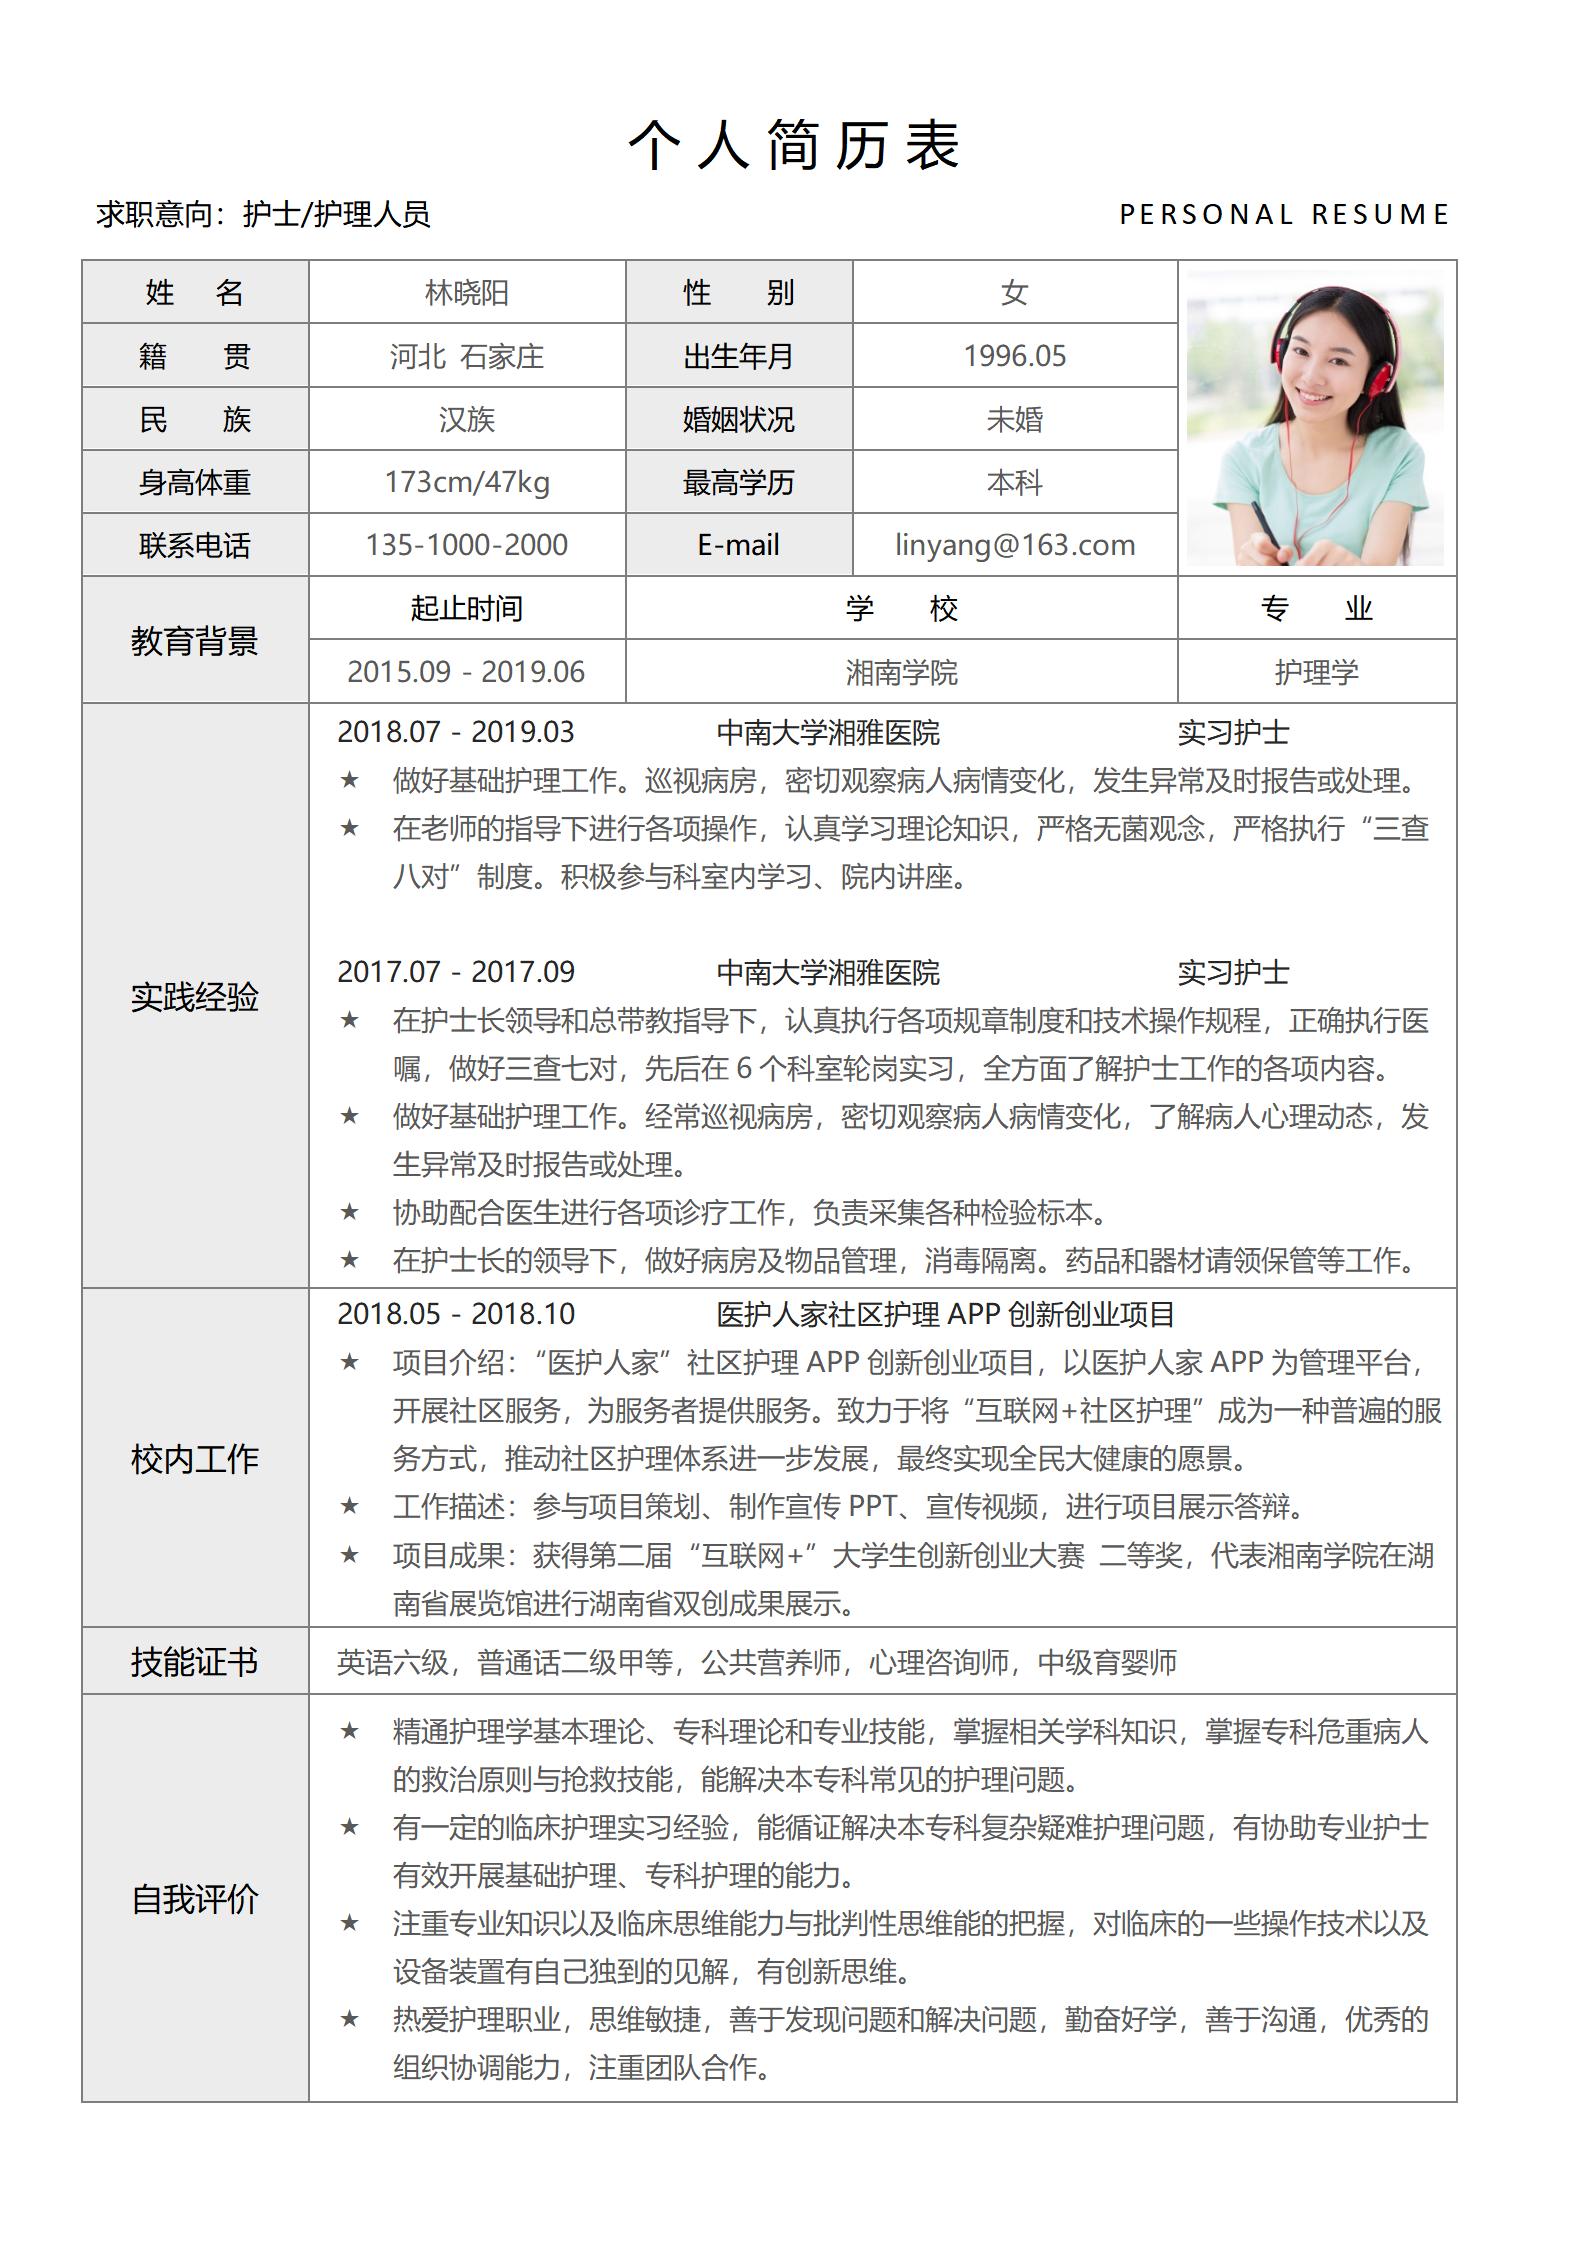 个人简历表
求职意向：护士/护理人员 PERSONAL RESUME
姓 名 林晓阳 性 别 女
籍 贯 河北 石家庄 出生年月 1996.05
民 族 汉族 婚姻状况 未婚
身高体重 173cm/47kg 最高学历 本科
联系电话 135-1000-2000 E-mail linyang@163.com
教育背景
起止时间 学 校 专 业
2015.09 - 2019.06 湘南学院 护理学
实践经验
2018.07 - 2019.03 中南大学湘雅医院 实习护士
★ 做好基础护理工作。巡视病房，密切观察病人病情变化，发生异常及时报告或处理。
★ 在老师的指导下进行各项操作，认真学习理论知识，严格无菌观念，严格执行“三查
八对”制度。积极参与科室内学习、院内讲座。
2017.07 - 2017.09 中南大学湘雅医院 实习护士
★ 在护士长领导和总带教指导下，认真执行各项规章制度和技术操作规程，正确执行医
嘱，做好三查七对，先后在 6 个科室轮岗实习，全方面了解护士工作的各项内容。
★ 做好基础护理工作。经常巡视病房，密切观察病人病情变化，了解病人心理动态，发
生异常及时报告或处理。
★ 协助配合医生进行各项诊疗工作，负责采集各种检验标本。
★ 在护士长的领导下，做好病房及物品管理，消毒隔离。药品和器材请领保管等工作。
校内工作
2018.05 - 2018.10 医护人家社区护理 APP 创新创业项目
★ 项目介绍：“医护人家”社区护理 APP 创新创业项目，以医护人家 APP 为管理平台，
开展社区服务，为服务者提供服务。致力于将“互联网+社区护理”成为一种普遍的服
务方式，推动社区护理体系进一步发展，最终实现全民大健康的愿景。
★ 工作描述：参与项目策划、制作宣传 PPT、宣传视频，进行项目展示答辩。
★ 项目成果：获得第二届“互联网+”大学生创新创业大赛 二等奖，代表湘南学院在湖
南省展览馆进行湖南省双创成果展示。
技能证书 英语六级，普通话二级甲等，公共营养师，心理咨询师，中级育婴师
自我评价
★ 精通护理学基本理论、专科理论和专业技能，掌握相关学科知识，掌握专科危重病人
的救治原则与抢救技能，能解决本专科常见的护理问题。
★ 有一定的临床护理实习经验，能循证解决本专科复杂疑难护理问题，有协助专业护士
有效开展基础护理、专科护理的能力。
★ 注重专业知识以及临床思维能力与批判性思维能的把握，对临床的一些操作技术以及
设备装置有自己独到的见解，有创新思维。
★ 热爱护理职业，思维敏捷，善于发现问题和解决问题，勤奋好学，善于沟通，优秀的
组织协调能力，注重团队合作。